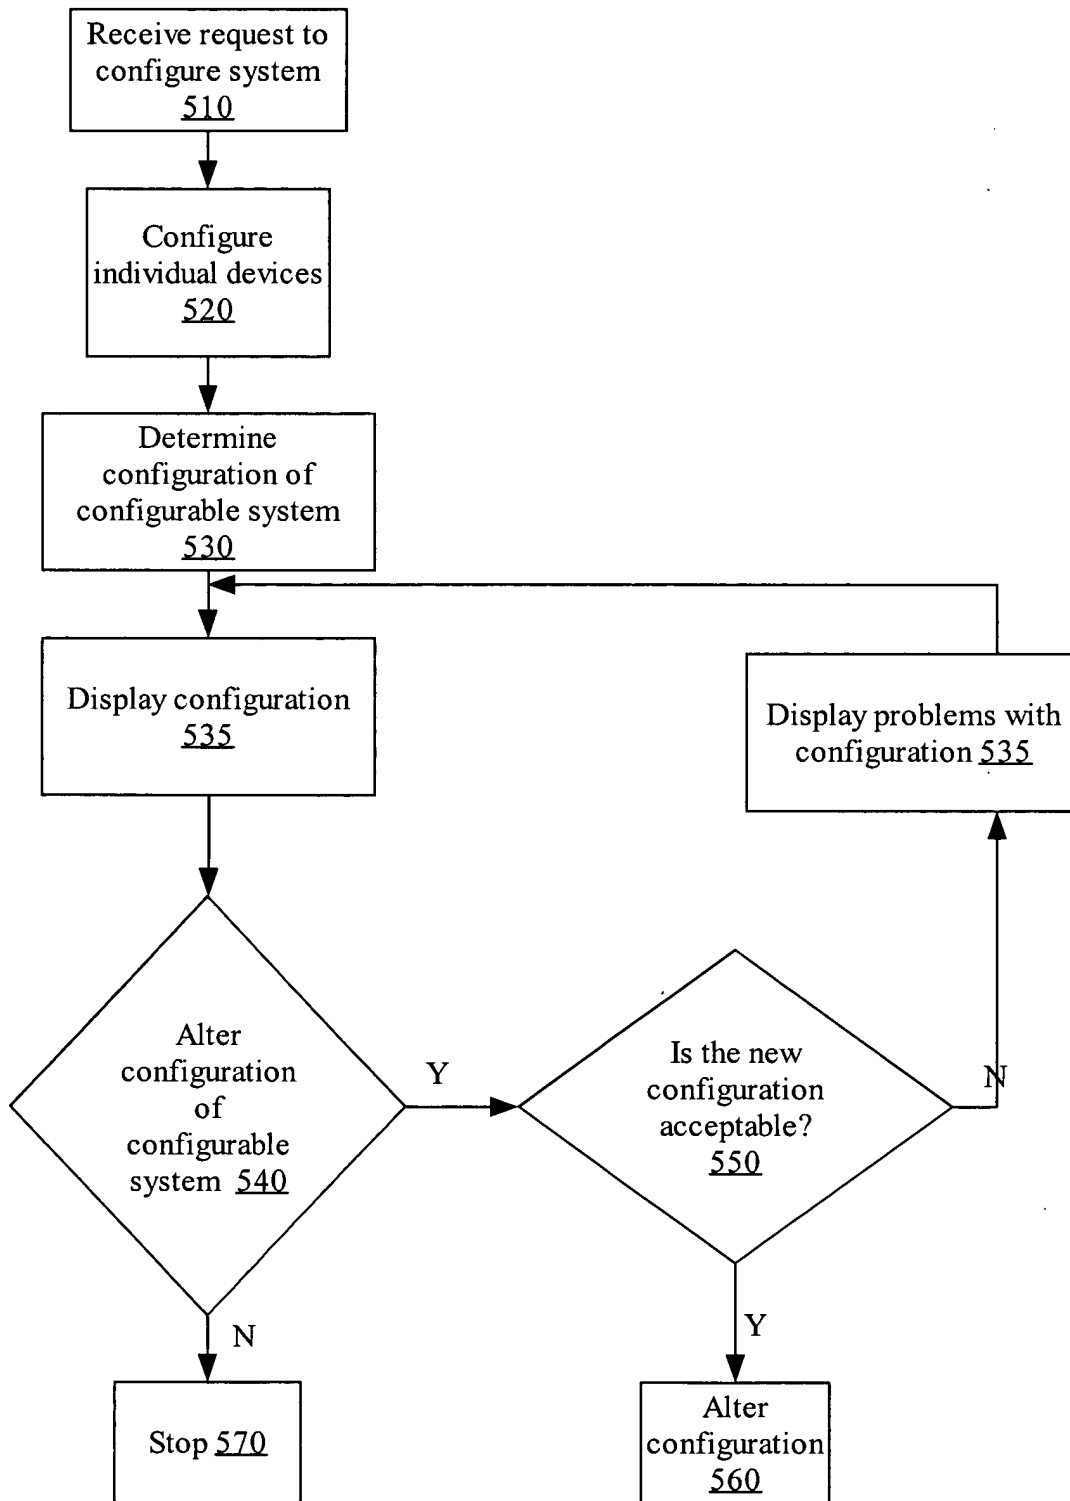 Receive request to
configure system
510
Configure
individual devices
520
Determine
configuration of
configurable system
530
Display configuration
535
Display problems with
configuration 535
Alter
configuration
of
configurable
system 540
Y
Is the new
configuration
acceptable?
550
N
N
Y
Stop 570
Alter
configuration
560